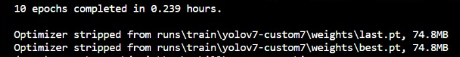 10 epochs completed in 0.239 hours.
Optimizer stripped from runs\train\yolov7-custom7\weights\last.pt, 74.8MB
Optimizer stripped from runs\train\yolov7-custom7\weights\best.pt, 74.8MB